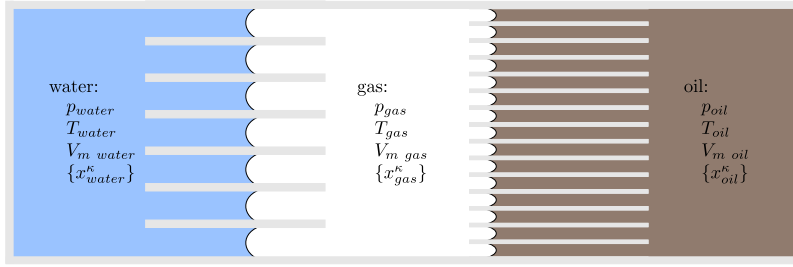 water:
p_water
T_water
V_m water
{x^κ_water}
gas:
p_gas
T_gas
V_m gas
{x^κ_gas}
oil:
p_oil
T_oil
V_m oil
{x^κ_oil}